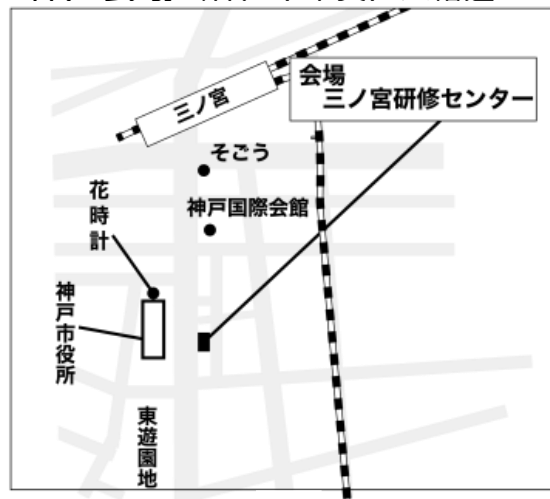 三ノ宮
会場
三ノ宮研修センター
そごう
神戸国際会館
花時計
神戸市役所
東遊園地